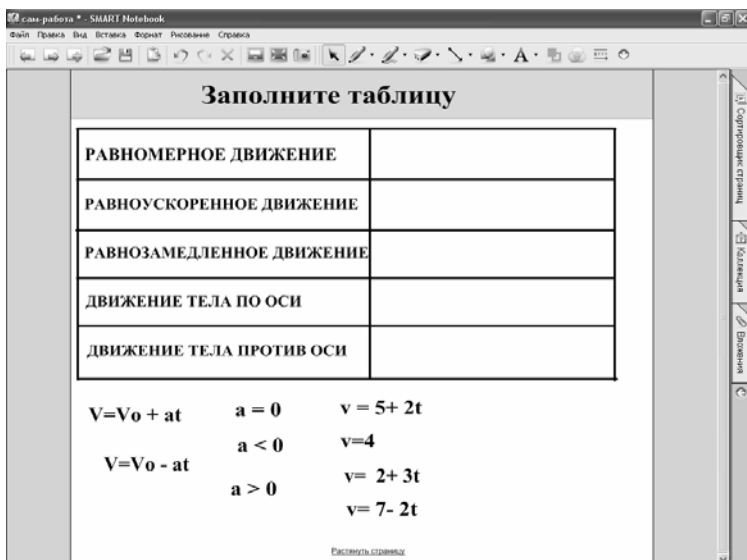 сам-работа * - SMART Notebook
Файл Правка Вид Вставка Формат Рисование Справка
Заполните таблицу
РАВНОМЕРНОЕ ДВИЖЕНИЕ
РАВНОУСКОРЕННОЕ ДВИЖЕНИЕ
РАВНОЗАМЕДЛЕННОЕ ДВИЖЕНИЕ
ДВИЖЕНИЕ ТЕЛА ПО ОСИ
ДВИЖЕНИЕ ТЕЛА ПРОТИВ ОСИ
V=Vo + at
V=Vo - at
a = 0
a < 0
a > 0
v = 5+ 2t
v=4
v= 2+ 3t
v= 7- 2t
Растянуть страницу
Сортировщик страниц
Коллекция
Вложения